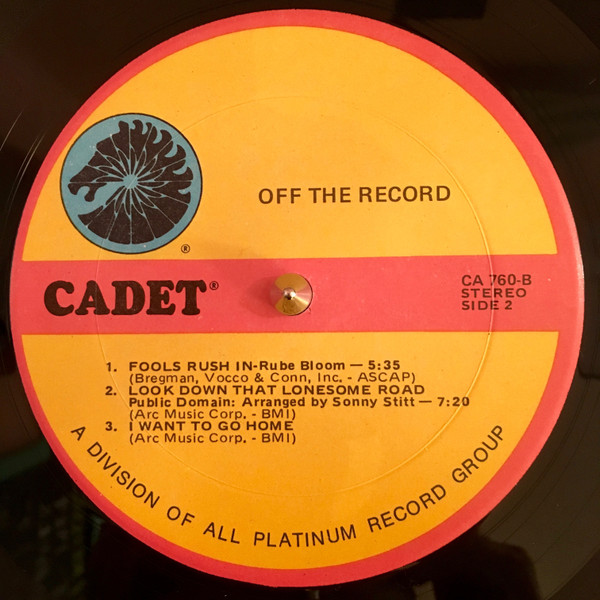 OFF THE RECORD
®
CADET®
CA 760-B
STEREO
SIDE 2
1. FOOLS RUSH IN-Rube Bloom — 5:35
(Bregman, Vocco & Conn, Inc. - ASCAP)
2. LOOK DOWN THAT LONESOME ROAD
Public Domain: Arranged by Sonny Stitt — 7:20
(Arc Music Corp. - BMI)
3. I WANT TO GO HOME
(Arc Music Corp. - BMI)
A DIVISION OF ALL PLATINUM RECORD GROUP